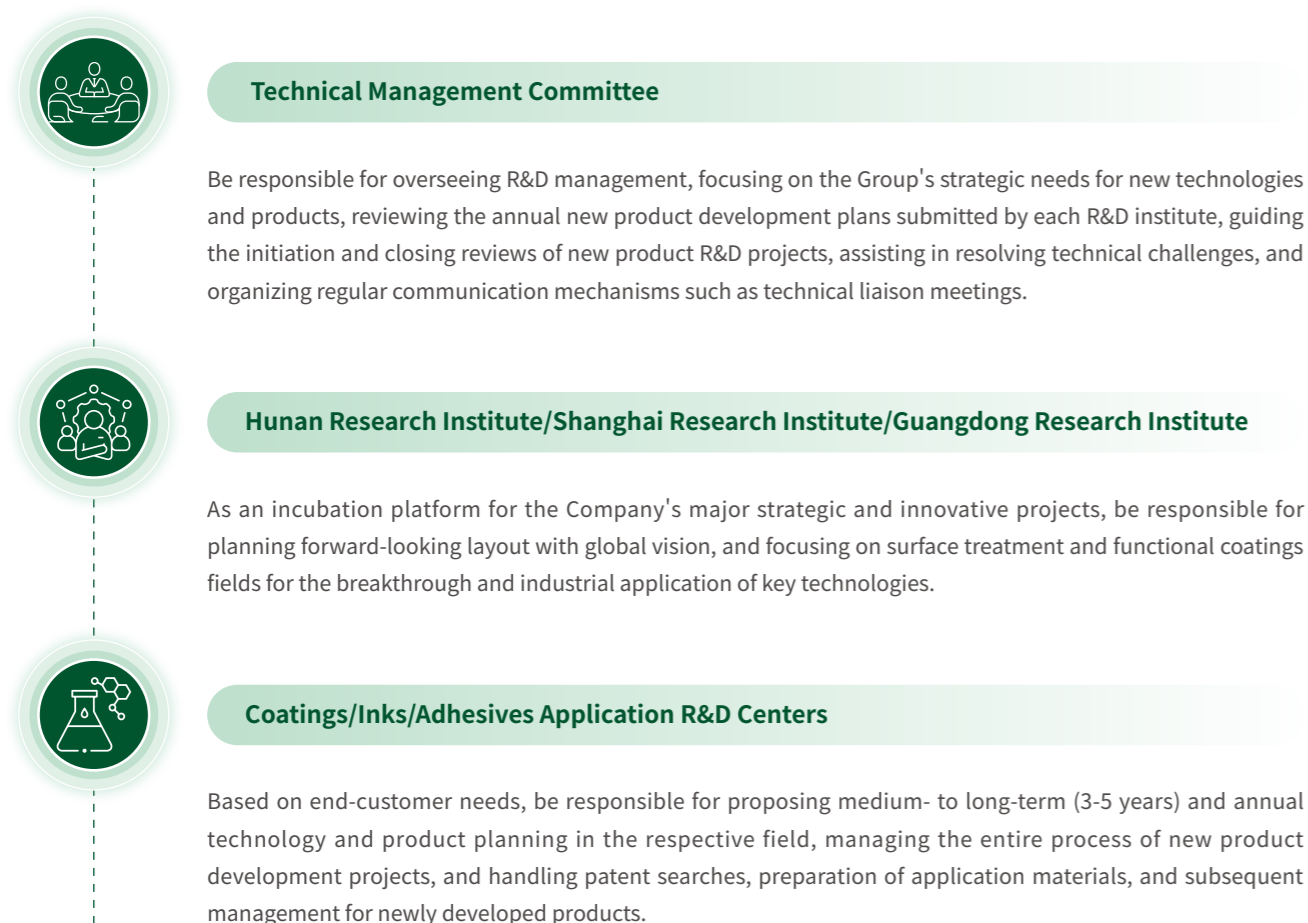 Technical Management Committee
Be responsible for overseeing R&D management, focusing on the Group's strategic needs for new technologies
and products, reviewing the annual new product development plans submitted by each R&D institute, guiding
the initiation and closing reviews of new product R&D projects, assisting in resolving technical challenges, and
organizing regular communication mechanisms such as technical liaison meetings.
Hunan Research Institute/Shanghai Research Institute/Guangdong Research Institute
As an incubation platform for the Company's major strategic and innovative projects, be responsible for
planning forward-looking layout with global vision, and focusing on surface treatment and functional coatings
fields for the breakthrough and industrial application of key technologies.
Coatings/Inks/Adhesives Application R&D Centers
Based on end-customer needs, be responsible for proposing medium- to long-term (3-5 years) and annual
technology and product planning in the respective field, managing the entire process of new product
development projects, and handling patent searches, preparation of application materials, and subsequent
management for newly developed products.